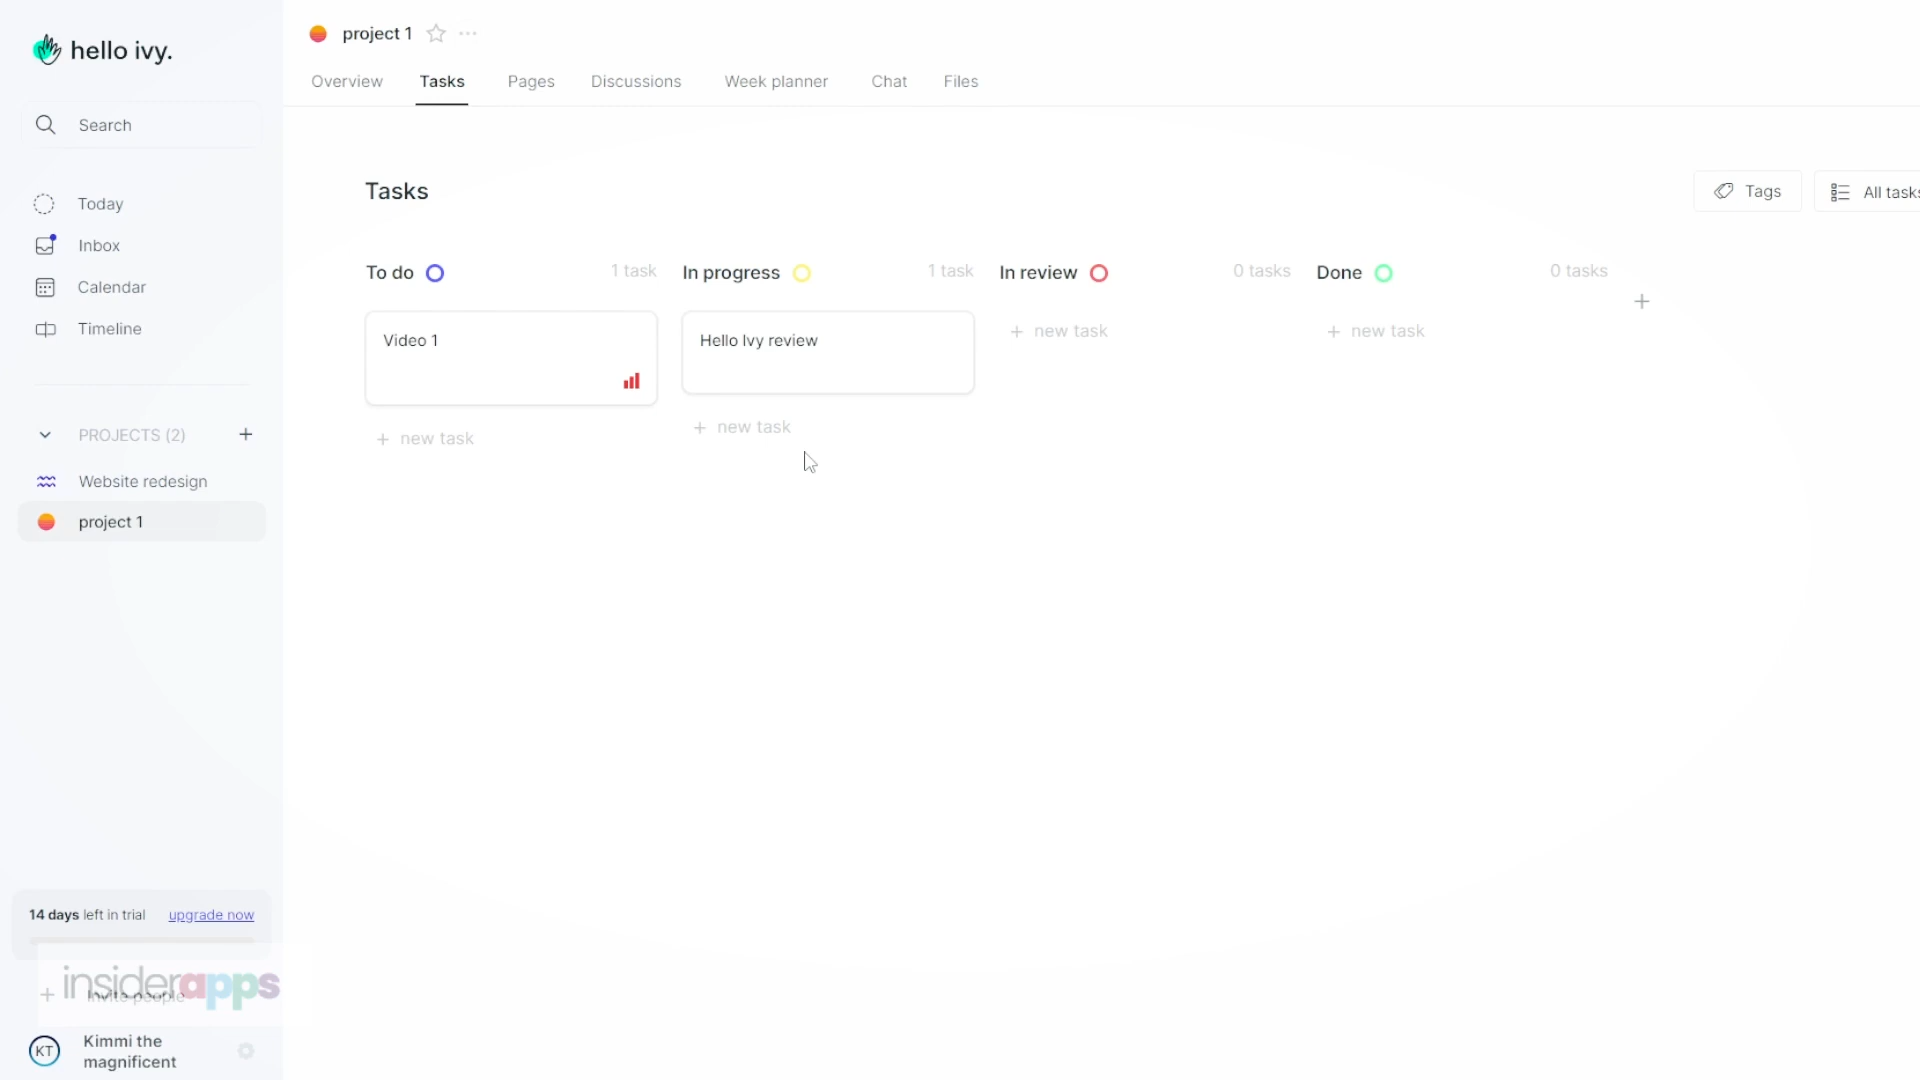 hello ivy.
Search
Today
Inbox
Calendar
Timeline
PROJECTS (2)
Website redesign
project 1
14 days left in trial upgrade now
Invite people
insiderapps
KT
Kimmi the
magnificent
project 1
Overview Tasks Pages Discussions Week planner Chat Files
Tasks
Tags
All tasks
To do 1 task
Video 1
+ new task
In progress 1 task
Hello Ivy review
+ new task
In review 0 tasks
+ new task
Done 0 tasks
+ new task